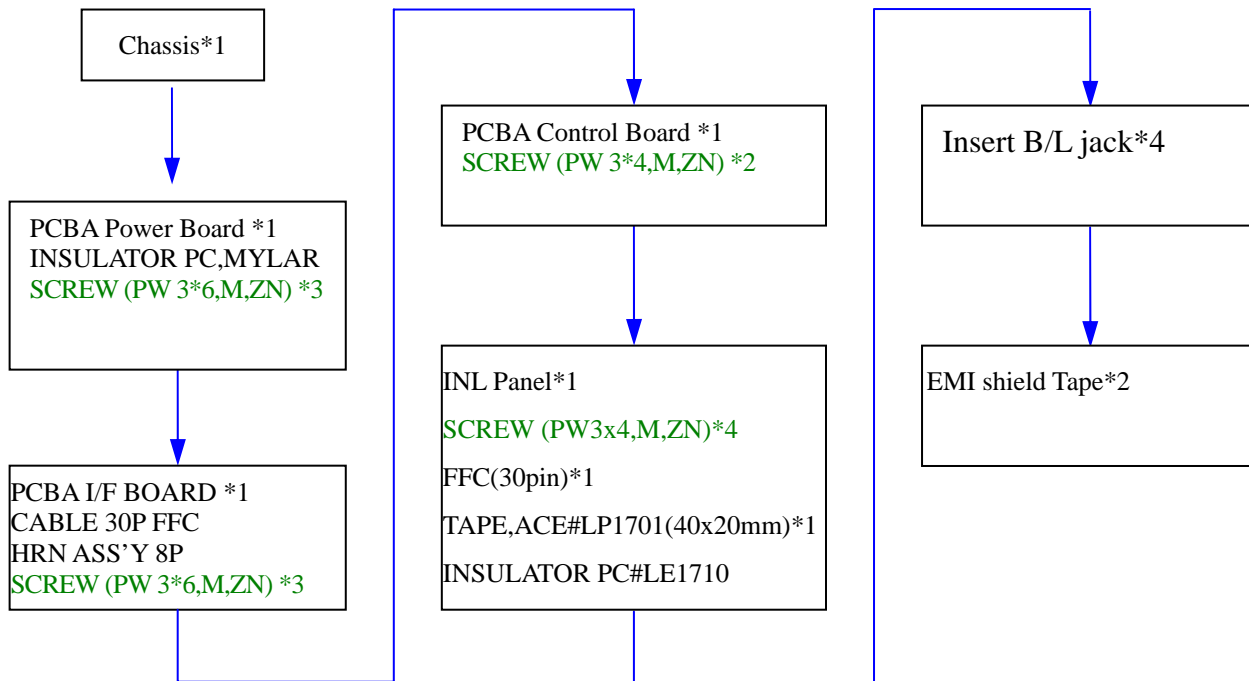 Chassis*1
PCBA Power Board *1
INSULATOR PC,MYLAR
SCREW (PW 3*6,M,ZN) *3
PCBA I/F BOARD *1
CABLE 30P FFC
HRN ASS’Y 8P
SCREW (PW 3*6,M,ZN) *3
PCBA Control Board *1
SCREW (PW 3*4,M,ZN) *2
INL Panel*1
SCREW (PW3x4,M,ZN)*4
FFC(30pin)*1
TAPE,ACE#LP1701(40x20mm)*1
INSULATOR PC#LE1710
Insert B/L jack*4
EMI shield Tape*2